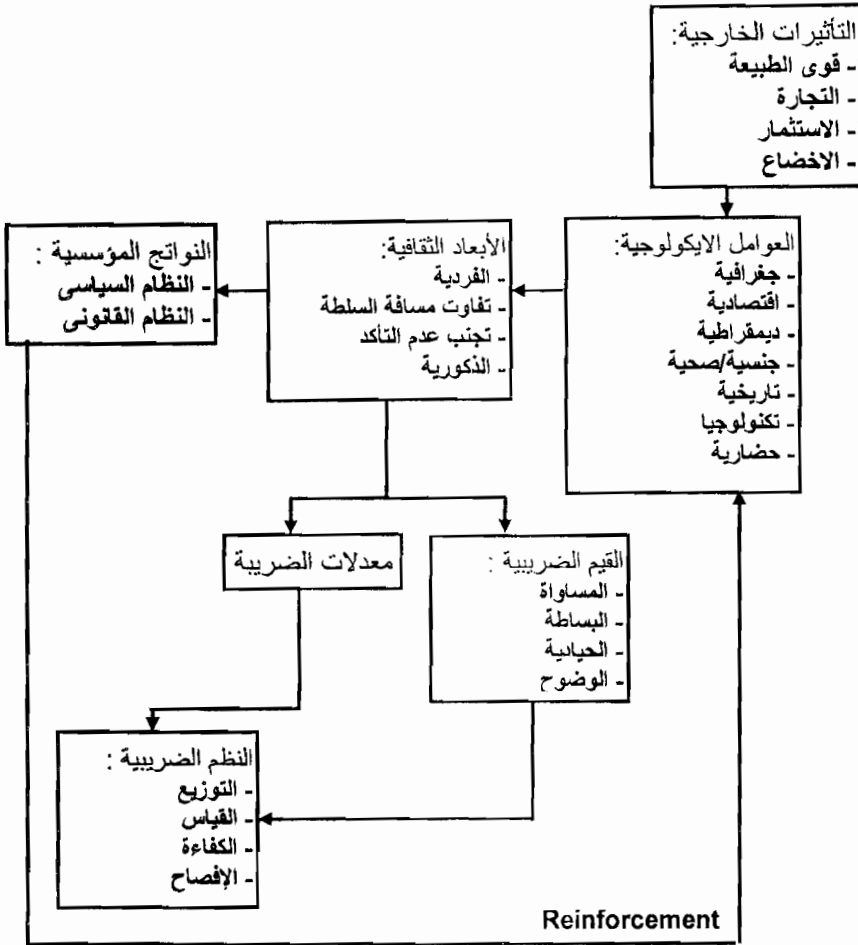 التأثيرات الخارجية:
- قوى الطبيعة
- التجارة
- الاستثمار
- الاخضاع
العوامل الايكولوجية:
- جغرافية
- اقتصادية
- ديمقراطية
- جنسية/صحية
- تاريخية
- تكنولوجيا
- حضارية
الأبعاد الثقافية:
- الفردية
- تفاوت مسافة السلطة
- تجنب عدم التأكد
- الذكورية
النواتج المؤسسية :
- النظام السياسى
- النظام القانونى
القيم الضريبية :
- المساواة
- البساطة
- الحيادية
- الوضوح
معدلات الضريبة
النظم الضريبية :
- التوزيع
- القياس
- الكفاءة
- الإفصاح
Reinforcement